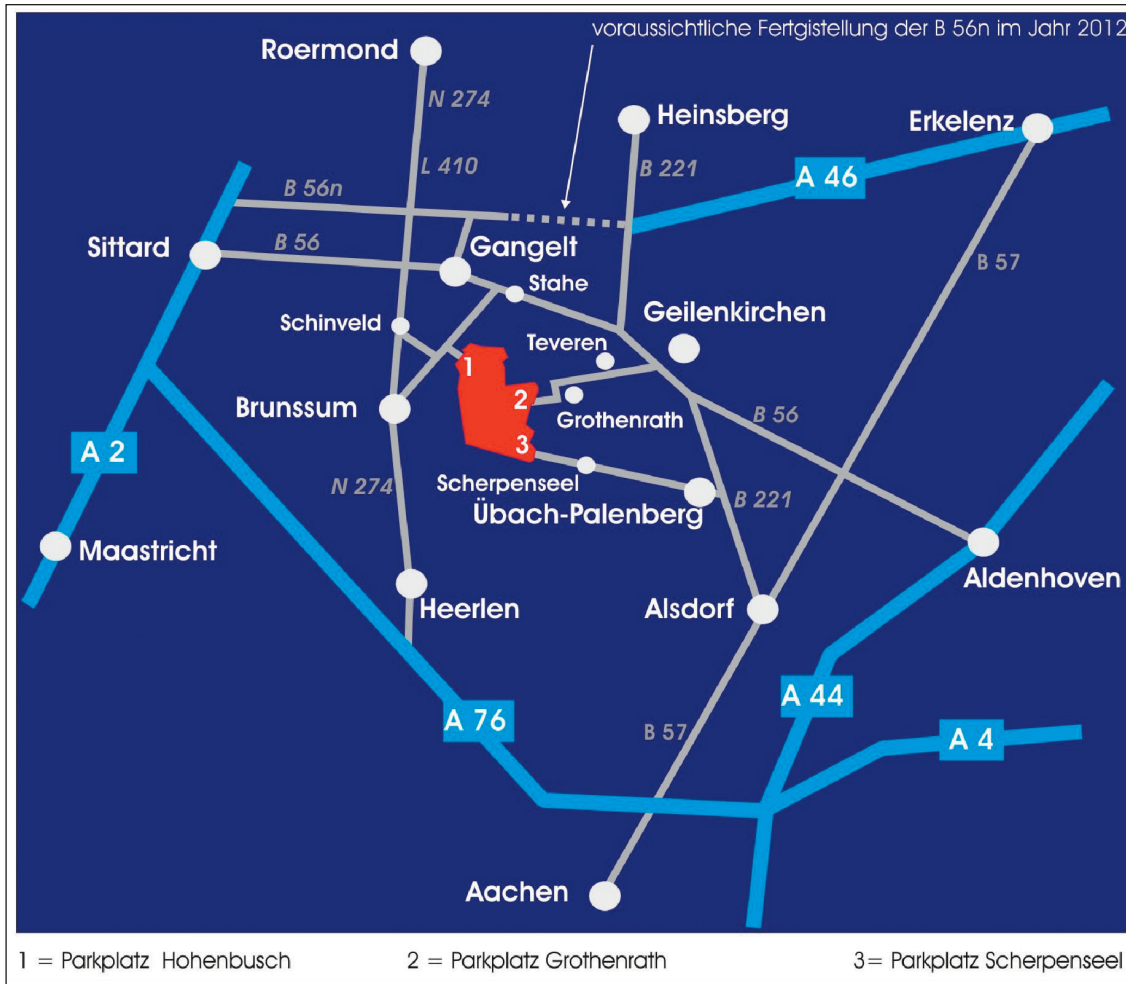 voraussichtliche Fertgistellung der B 56n im Jahr 2012
Roermond
N 274
Heinsberg
Erkelenz
L 410
B 221
A 46
B 56n
Sittard
B 56
Gangelt
B 57
Stahe
Schinveld
Geilenkirchen
Teveren
1
Brunssum
2
Grothenrath
B 56
3
A 2
N 274
Scherpenseel
B 221
Übach-Palenberg
Maastricht
Aldenhoven
Heerlen
Alsdorf
A 76
A 44
B 57
A 4
Aachen
1 = Parkplatz Hohenbusch
2 = Parkplatz Grothenrath
3= Parkplatz Scherpenseel